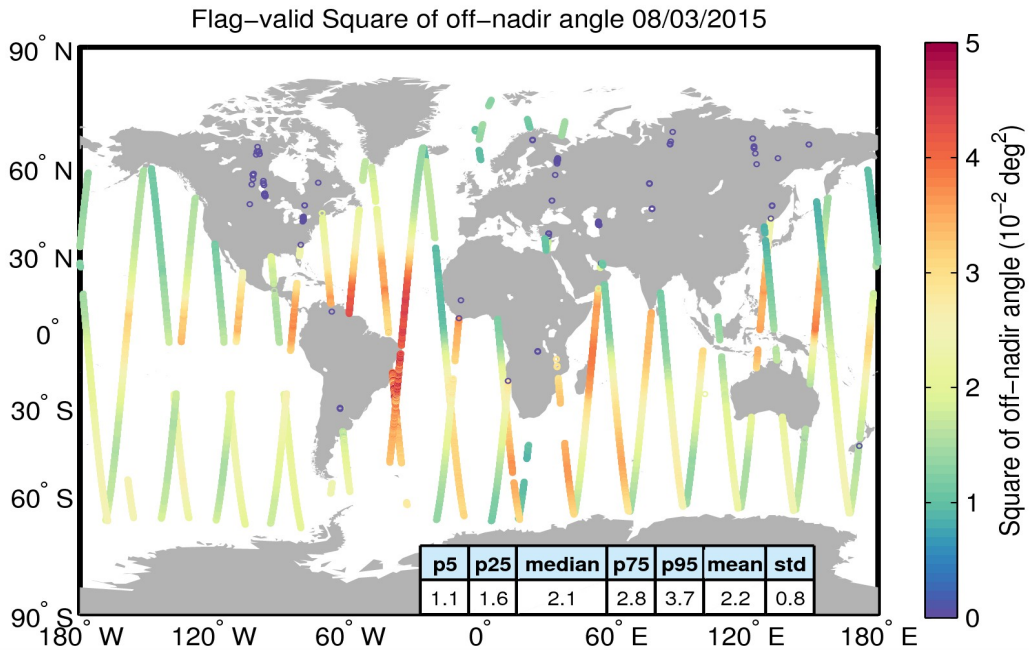 Flag−valid Square of off−nadir angle 08/03/2015
90° N
60° N
30° N
0°
30° S
60° S
90° S
180° W
120° W
60° W
0°
60° E
120° E
180° E
p5 p25 median p75 p95 mean std
1.1 1.6 2.1 2.8 3.7 2.2 0.8
5
4
3
2
1
0
Square of off−nadir angle (10⁻² deg²)